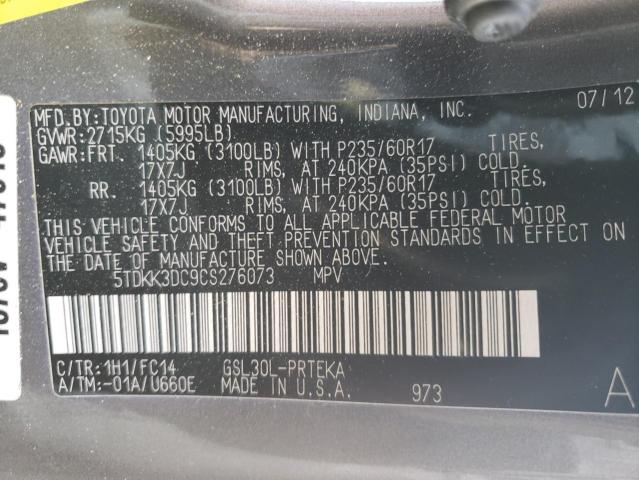 MFD.BY:TOYOTA MOTOR MANUFACTURING, INDIANA, INC. 07/12
GVWR:2715KG (5995LB)
GAWR:FRT. 1405KG (3100LB) WITH P235/60R17 TIRES,
17X7J RIMS, AT 240KPA (35PSI) COLD.
RR. 1405KG (3100LB) WITH P235/60R17 TIRES,
17X7J RIMS, AT 240KPA (35PSI) COLD.
THIS VEHICLE CONFORMS TO ALL APPLICABLE FEDERAL MOTOR
VEHICLE SAFETY AND THEFT PREVENTION STANDARDS IN EFFECT ON
THE DATE OF MANUFACTURE SHOWN ABOVE.
5TDKK3DC9CS276073 MPV
C/TR:1H1/FC14 GSL30L-PRTEKA
A/TM:-01A/U660E MADE IN U.S.A. 973 A